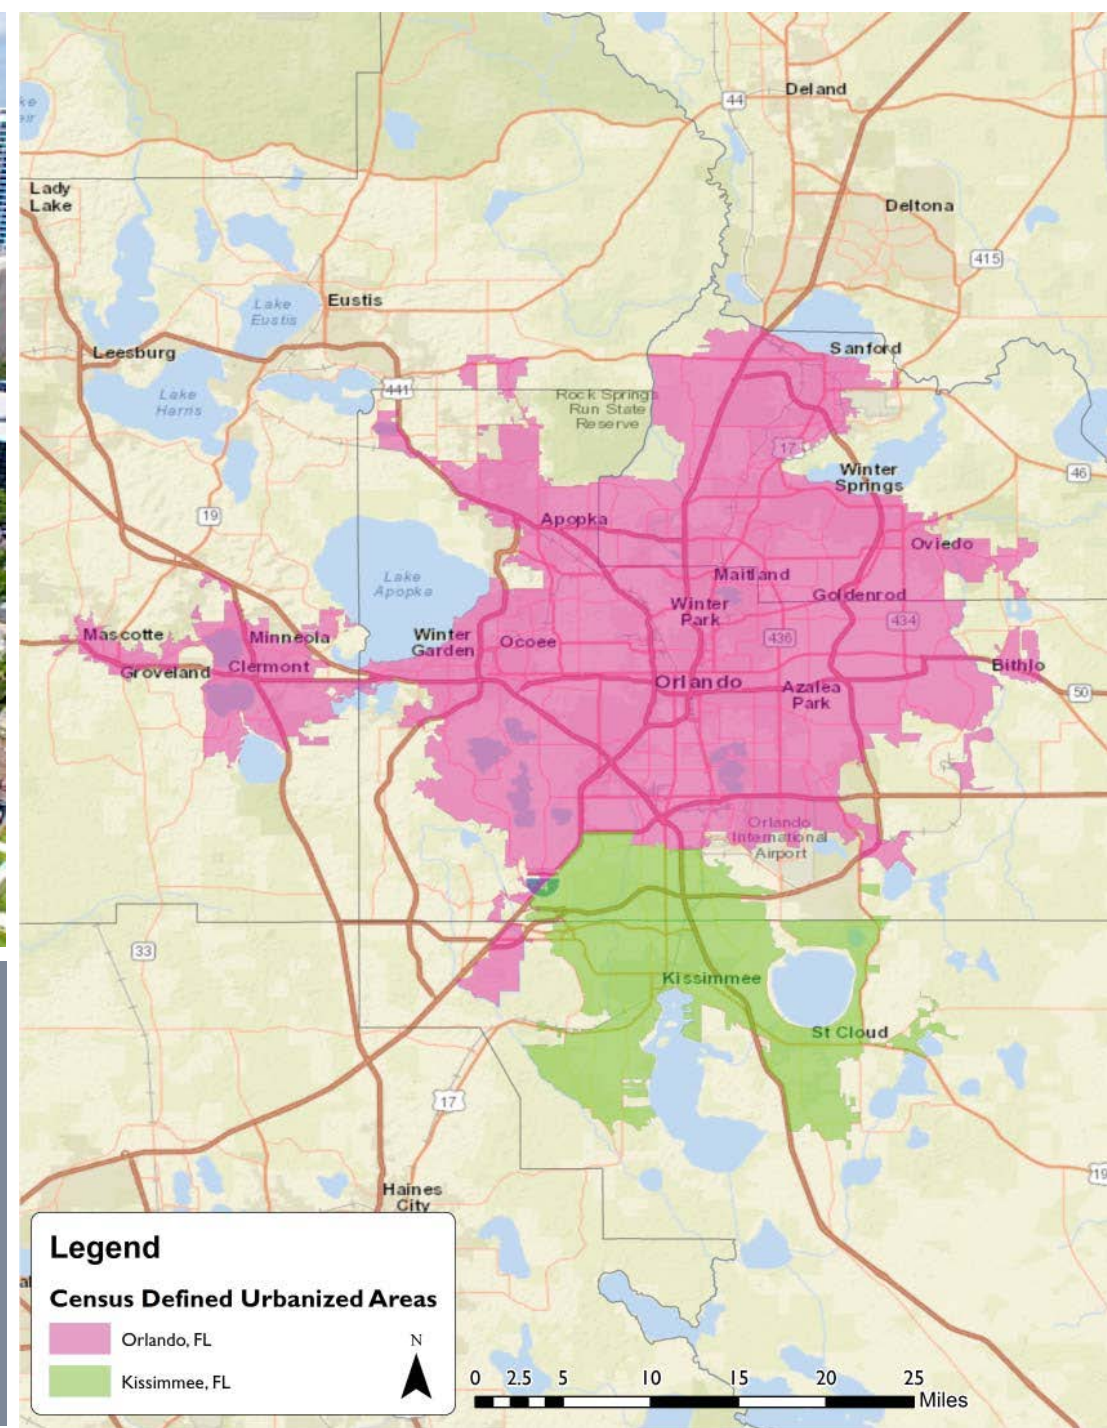 Deland
44
Lady
Lake
Deltona
415
Lake
Eustis
Eustis
Leesburg
Sanford
Lake
Harris
441
Rock Springs
Run State
Reserve
17
Winter
Springs
46
19
Apopka
Oviedo
Lake
Apopka
Maitland
Goldenrod
Winter
Park
434
Mascotte
Minneola
Winter
Garden
Ocoee
436
Groveland
Clermont
Orlando
Azalea
Park
Bithlo
50
Orlando
International
Airport
33
Kissimmee
St Cloud
17
19
Haines
City
Legend
Census Defined Urbanized Areas
Orlando, FL
Kissimmee, FL
N
0 2.5 5 10 15 20 25
Miles